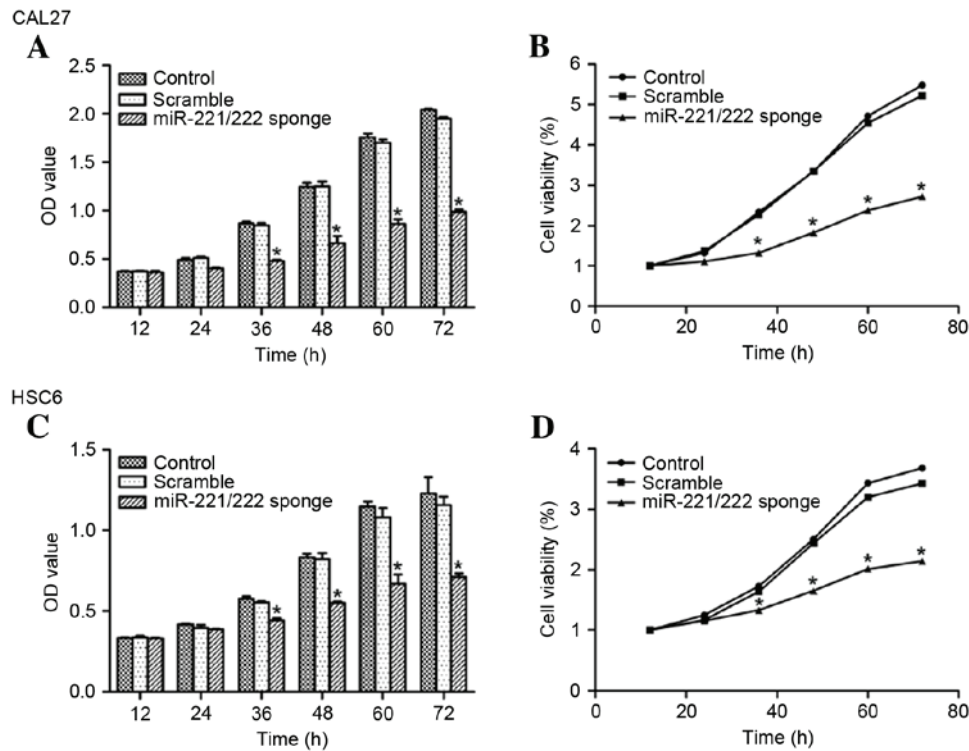 CAL27
A
Control
Scramble
miR-221/222 sponge
OD value
2.5
2.0
1.5
1.0
0.5
0.0
* * * *
12 24 36 48 60 72
Time (h)
B
Control
Scramble
miR-221/222 sponge
Cell viability (%)
6
5
4
3
2
1
0
* * * *
0 20 40 60 80
Time (h)
HSC6
C
Control
Scramble
miR-221/222 sponge
OD value
1.5
1.0
0.5
0.0
* * * *
12 24 36 48 60 72
Time (h)
D
Control
Scramble
miR-221/222 sponge
Cell viability (%)
4
3
2
1
0
* * * *
0 20 40 60 80
Time (h)